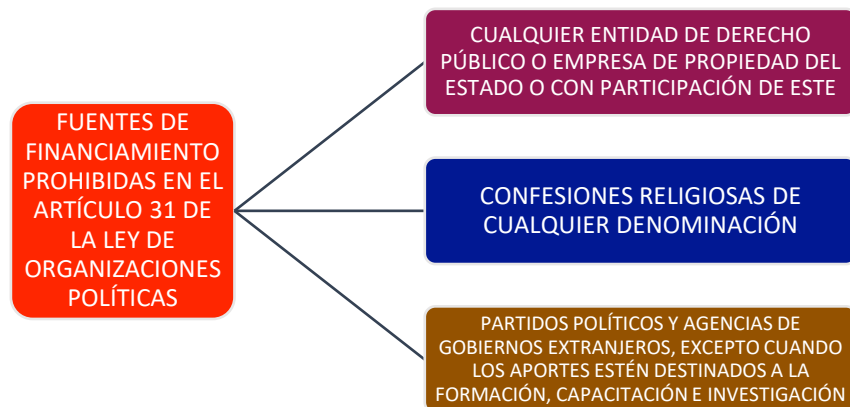 FUENTES DE
FINANCIAMIENTO
PROHIBIDAS EN EL
ARTÍCULO 31 DE
LA LEY DE
ORGANIZACIONES
POLÍTICAS
CUALQUIER ENTIDAD DE DERECHO
PÚBLICO O EMPRESA DE PROPIEDAD DEL
ESTADO O CON PARTICIPACIÓN DE ESTE
CONFESIONES RELIGIOSAS DE
CUALQUIER DENOMINACIÓN
PARTIDOS POLÍTICOS Y AGENCIAS DE
GOBIERNOS EXTRANJEROS, EXCEPTO CUANDO
LOS APORTES ESTÉN DESTINADOS A LA
FORMACIÓN, CAPACITACIÓN E INVESTIGACIÓN